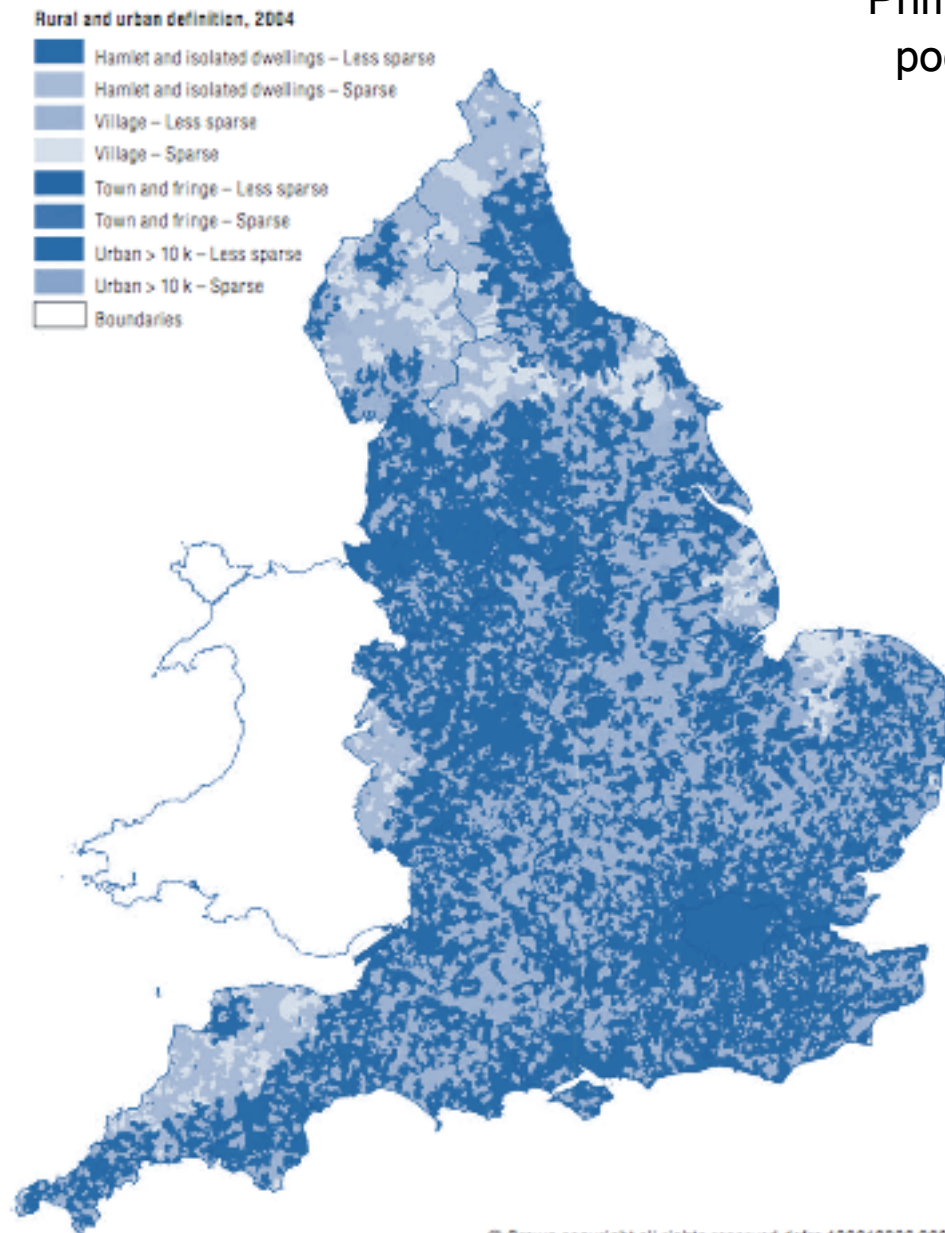 Rural and urban definition, 2004
Hamlet and isolated dwellings – Less sparse
Hamlet and isolated dwellings – Sparse
Village – Less sparse
Village – Sparse
Town and fringe – Less sparse
Town and fringe – Sparse
Urban > 10 k – Less sparse
Urban > 10 k – Sparse
Boundaries